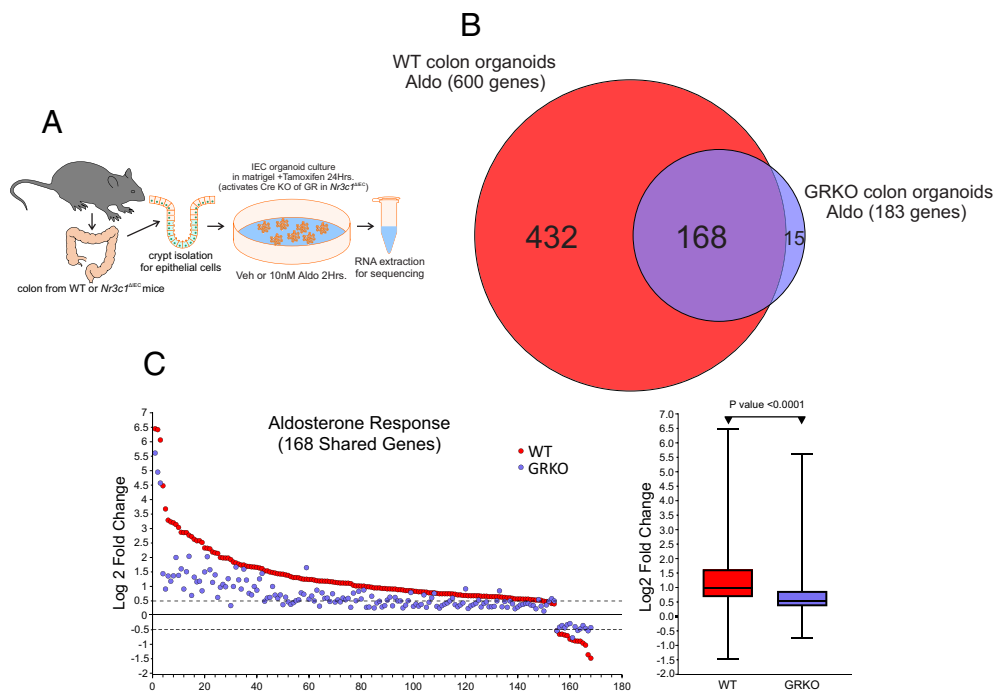 A
colon from WT or Nr3c1ΔIEC mice
crypt isolation
for epithelial cells
IEC organoid culture
in matrigel +Tamoxifen 24Hrs.
(activates Cre KO of GR in Nr3c1ΔIEC)
Veh or 10nM Aldo 2Hrs.
RNA extraction
for sequencing
B
WT colon organoids
Aldo (600 genes)
GRKO colon organoids
Aldo (183 genes)
432
168
15
C
Aldosterone Response
(168 Shared Genes)
WT
GRKO
Log 2 Fold Change
7
6.5
6
5.5
5
4.5
4
3.5
3
2.5
2
1.5
1
0.5
0
-0.5
-1
-1.5
-2
0 20 40 60 80 100 120 140 160 180
P value <0.0001
Log2 Fold Change
7.0
6.5
6.0
5.5
5.0
4.5
4.0
3.5
3.0
2.5
2.0
1.5
1.0
0.5
0.0
-0.5
-1.0
-1.5
-2.0
WT GRKO